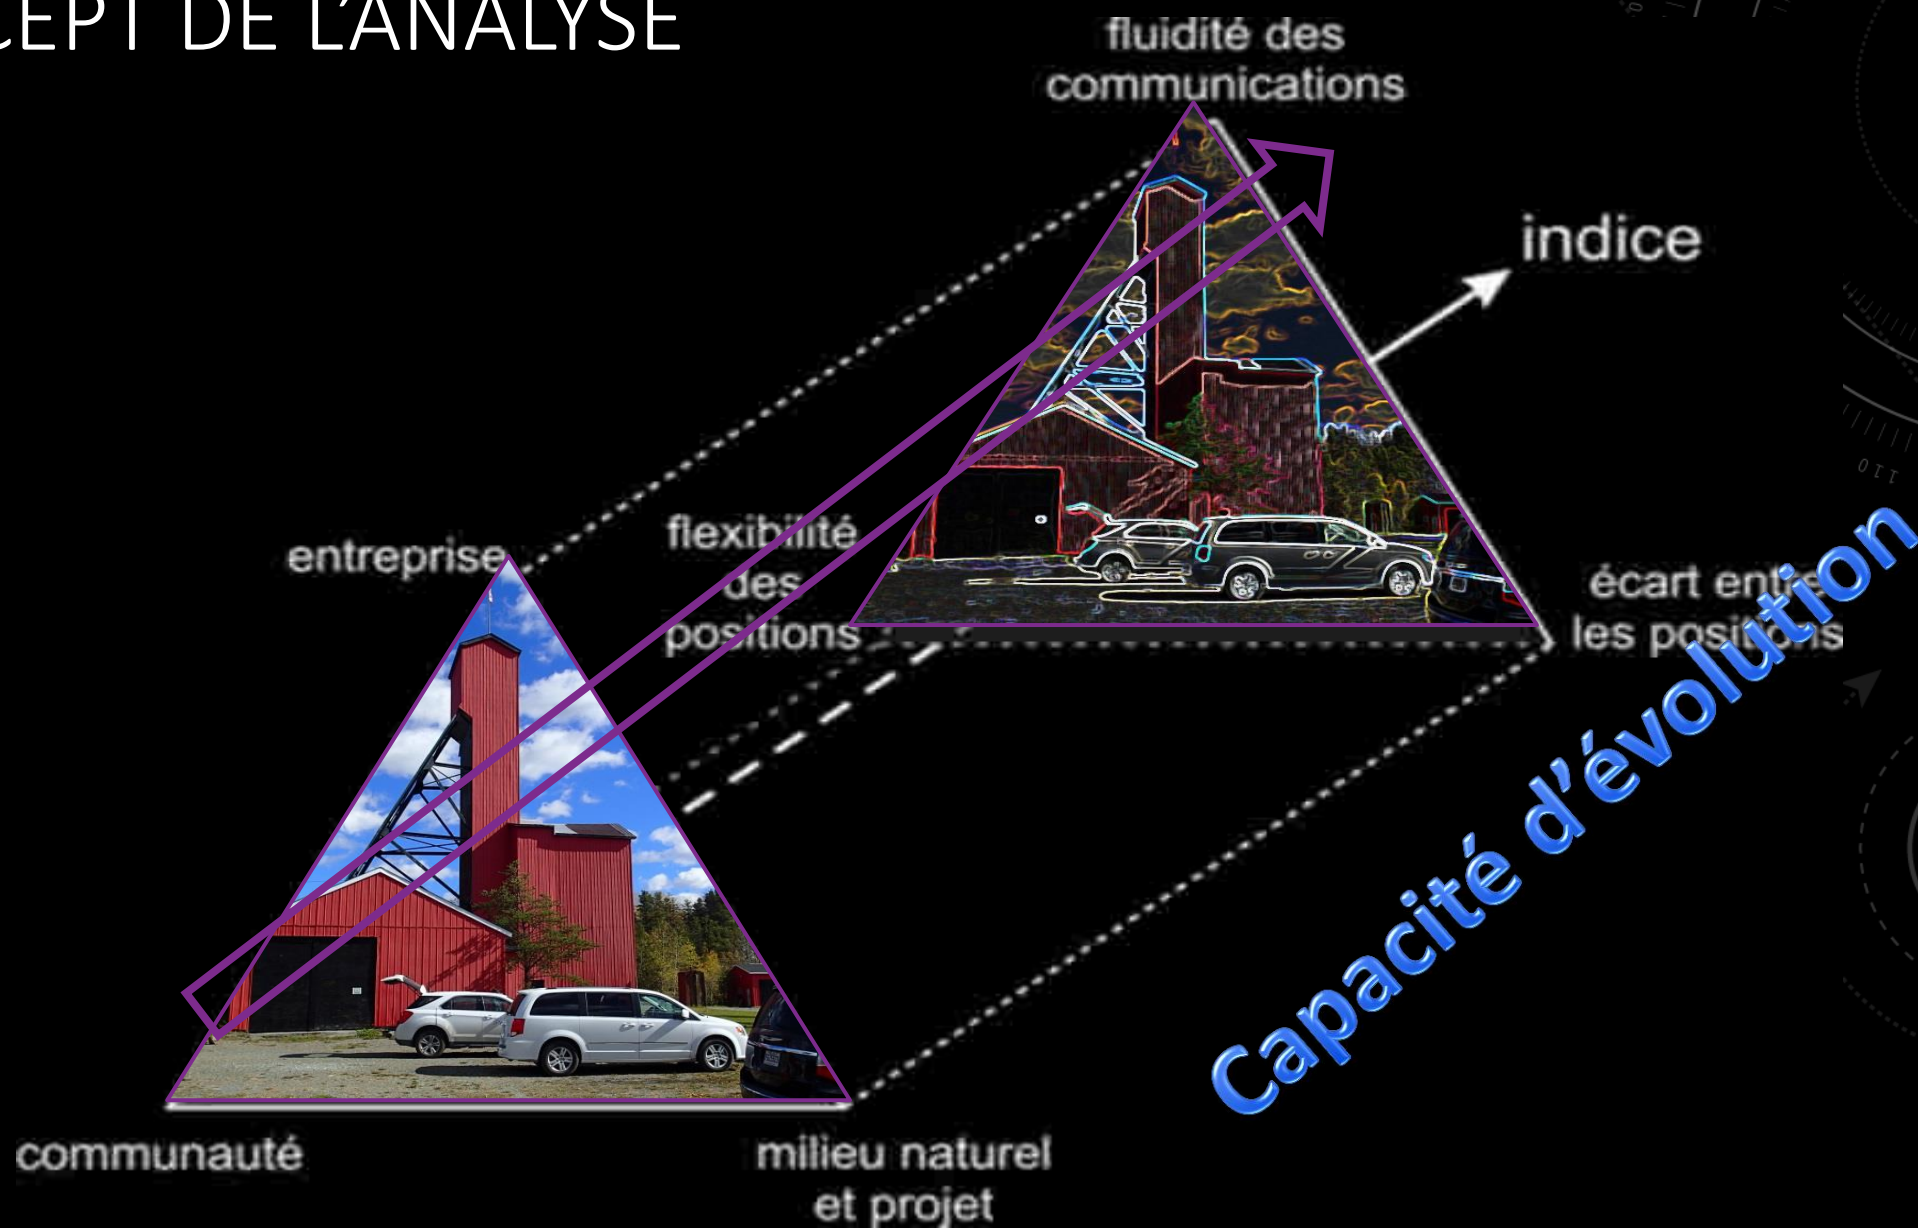 CEPT DE L'ANALYSE
fluidité des
communications
indice
entreprise
flexibilité
des
positions
écart entre
les positions
Capacité d'évolution
communauté
milieu naturel
et projet
110